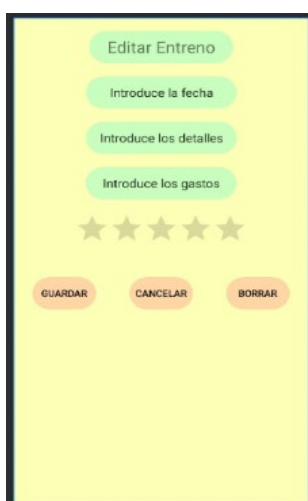 Editar Entreno
Introduce la fecha
Introduce los detalles
Introduce los gastos
GUARDAR CANCELAR BORRAR